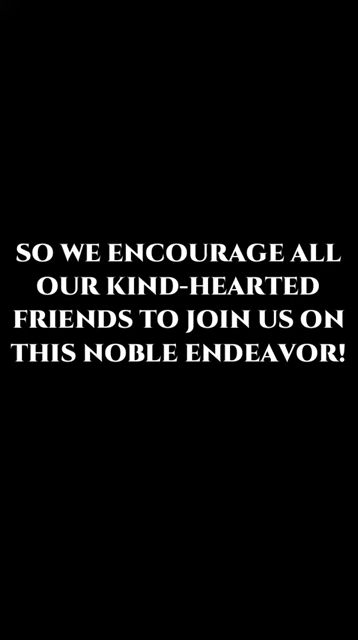 SO WE ENCOURAGE ALL
OUR KIND-HEARTED
FRIENDS TO JOIN US ON
THIS NOBLE ENDEAVOR!